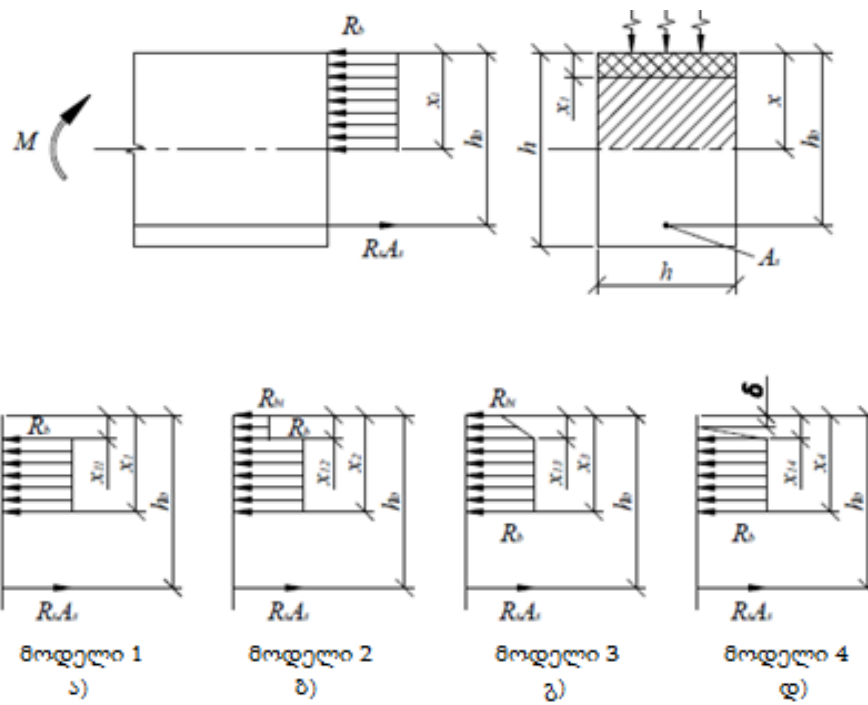 Rb
M
x1
h0
RsAs
h
x1
x
h0
As
h
Rb
x11
x1
h0
RsAs
Rbt
Rb
x12
x2
h0
RsAs
Rbt
x13
x3
h0
Rb
RsAs
δ
x14
x4
h0
Rb
RsAs
მოდელი 1
მოდელი 2
მოდელი 3
მოდელი 4
ა)
ბ)
გ)
დ)